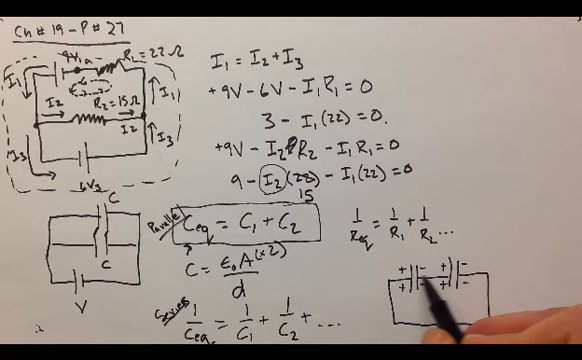 Ch # 19 - P # 27
9V, a R₁ = 22 Ω
I₁ I₁
I₂ R₂ = 15Ω I₂
I₃ I₃
6V
C
C
V
I₁ = I₂ + I₃
+9V - 6V - I₁R₁ = 0
3 - I₁(22) = 0.
+9V - I₂R₂ - I₁R₁ = 0
9 - I₂(22) - I₁(22) = 0
15
Parallel Ceq = C₁ + C₂
C = ε₀A(×2) / d
Series 1/Ceq = 1/C₁ + 1/C₂ + ...
1/Req = 1/R₁ + 1/R₂ ...
+ - + -
+ - + -